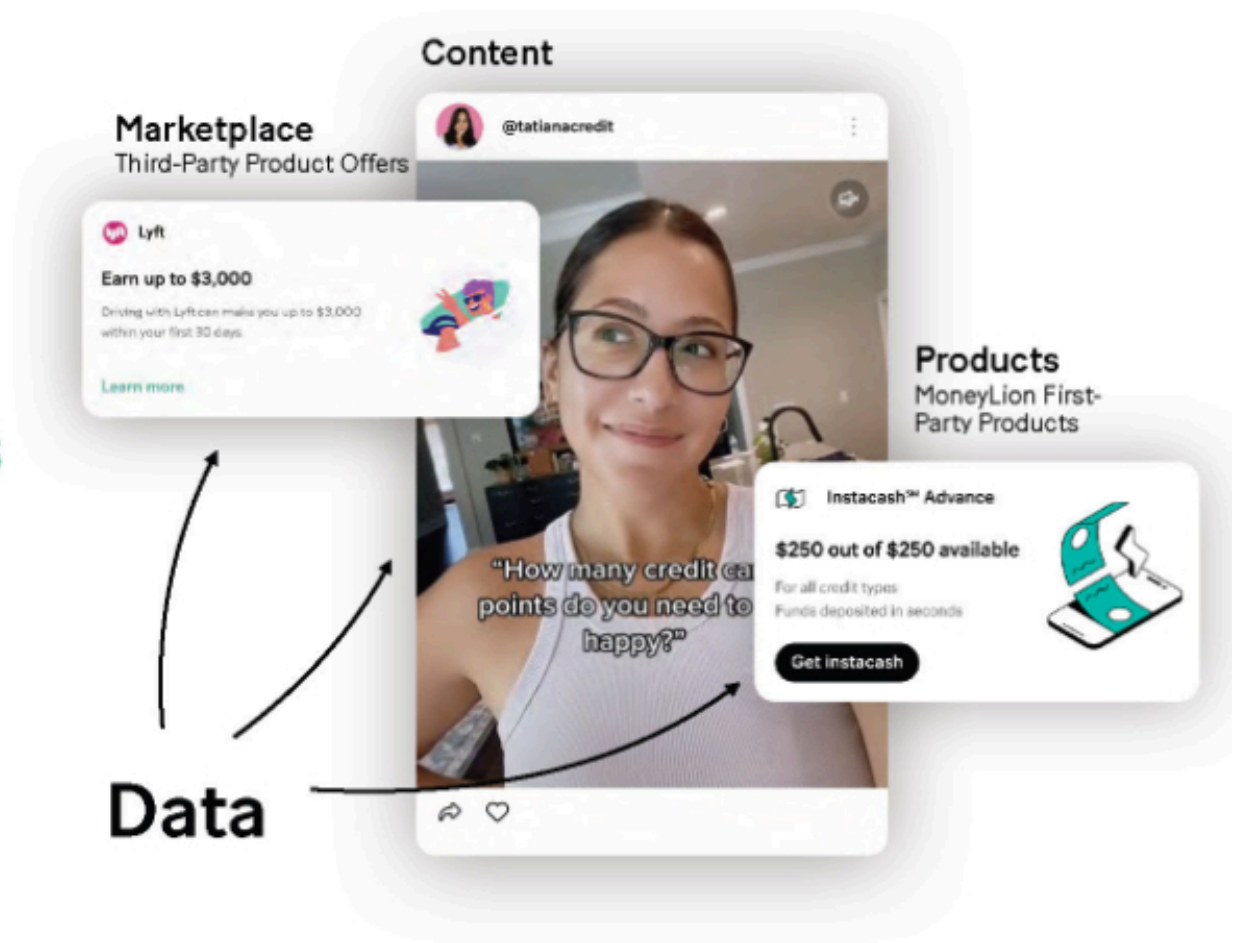 Content
@tatianacredit
Marketplace
Third-Party Product Offers
Lyft
Earn up to $3,000
Driving with Lyft can make you up to $3,000
within your first 30 days.
Learn more
Products
MoneyLion First-
Party Products
Instacash℠ Advance
$250 out of $250 available
For all credit types
Funds deposited in seconds
Get instacash
"How many credit ca
points do you need to
happy?"
Data